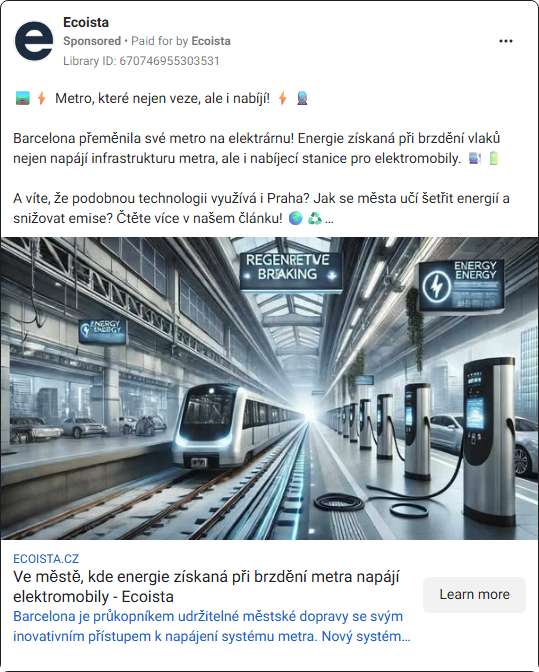 Ecoista
Sponsored • Paid for by Ecoista
Library ID: 670746955303531
Metro, které nejen veze, ale i nabíjí!
Barcelona přeměnila své metro na elektrárnu! Energie získaná při brzdění vlaků
nejen napájí infrastrukturu metra, ale i nabíjecí stanice pro elektromobily.
A víte, že podobnou technologii využívá i Praha? Jak se města učí šetřit energií a
snižovat emise? Čtěte více v našem článku! ...
REGENRETVE
BRAKING
ENERGY
ENERGY
ENERGY
ENERGY
ECOISTA.CZ
Ve městě, kde energie získaná při brzdění metra napájí
elektromobily - Ecoista
Learn more
Barcelona je průkopníkem udržitelné městské dopravy se svým
inovativním přístupem k napájení systému metra. Nový systém...